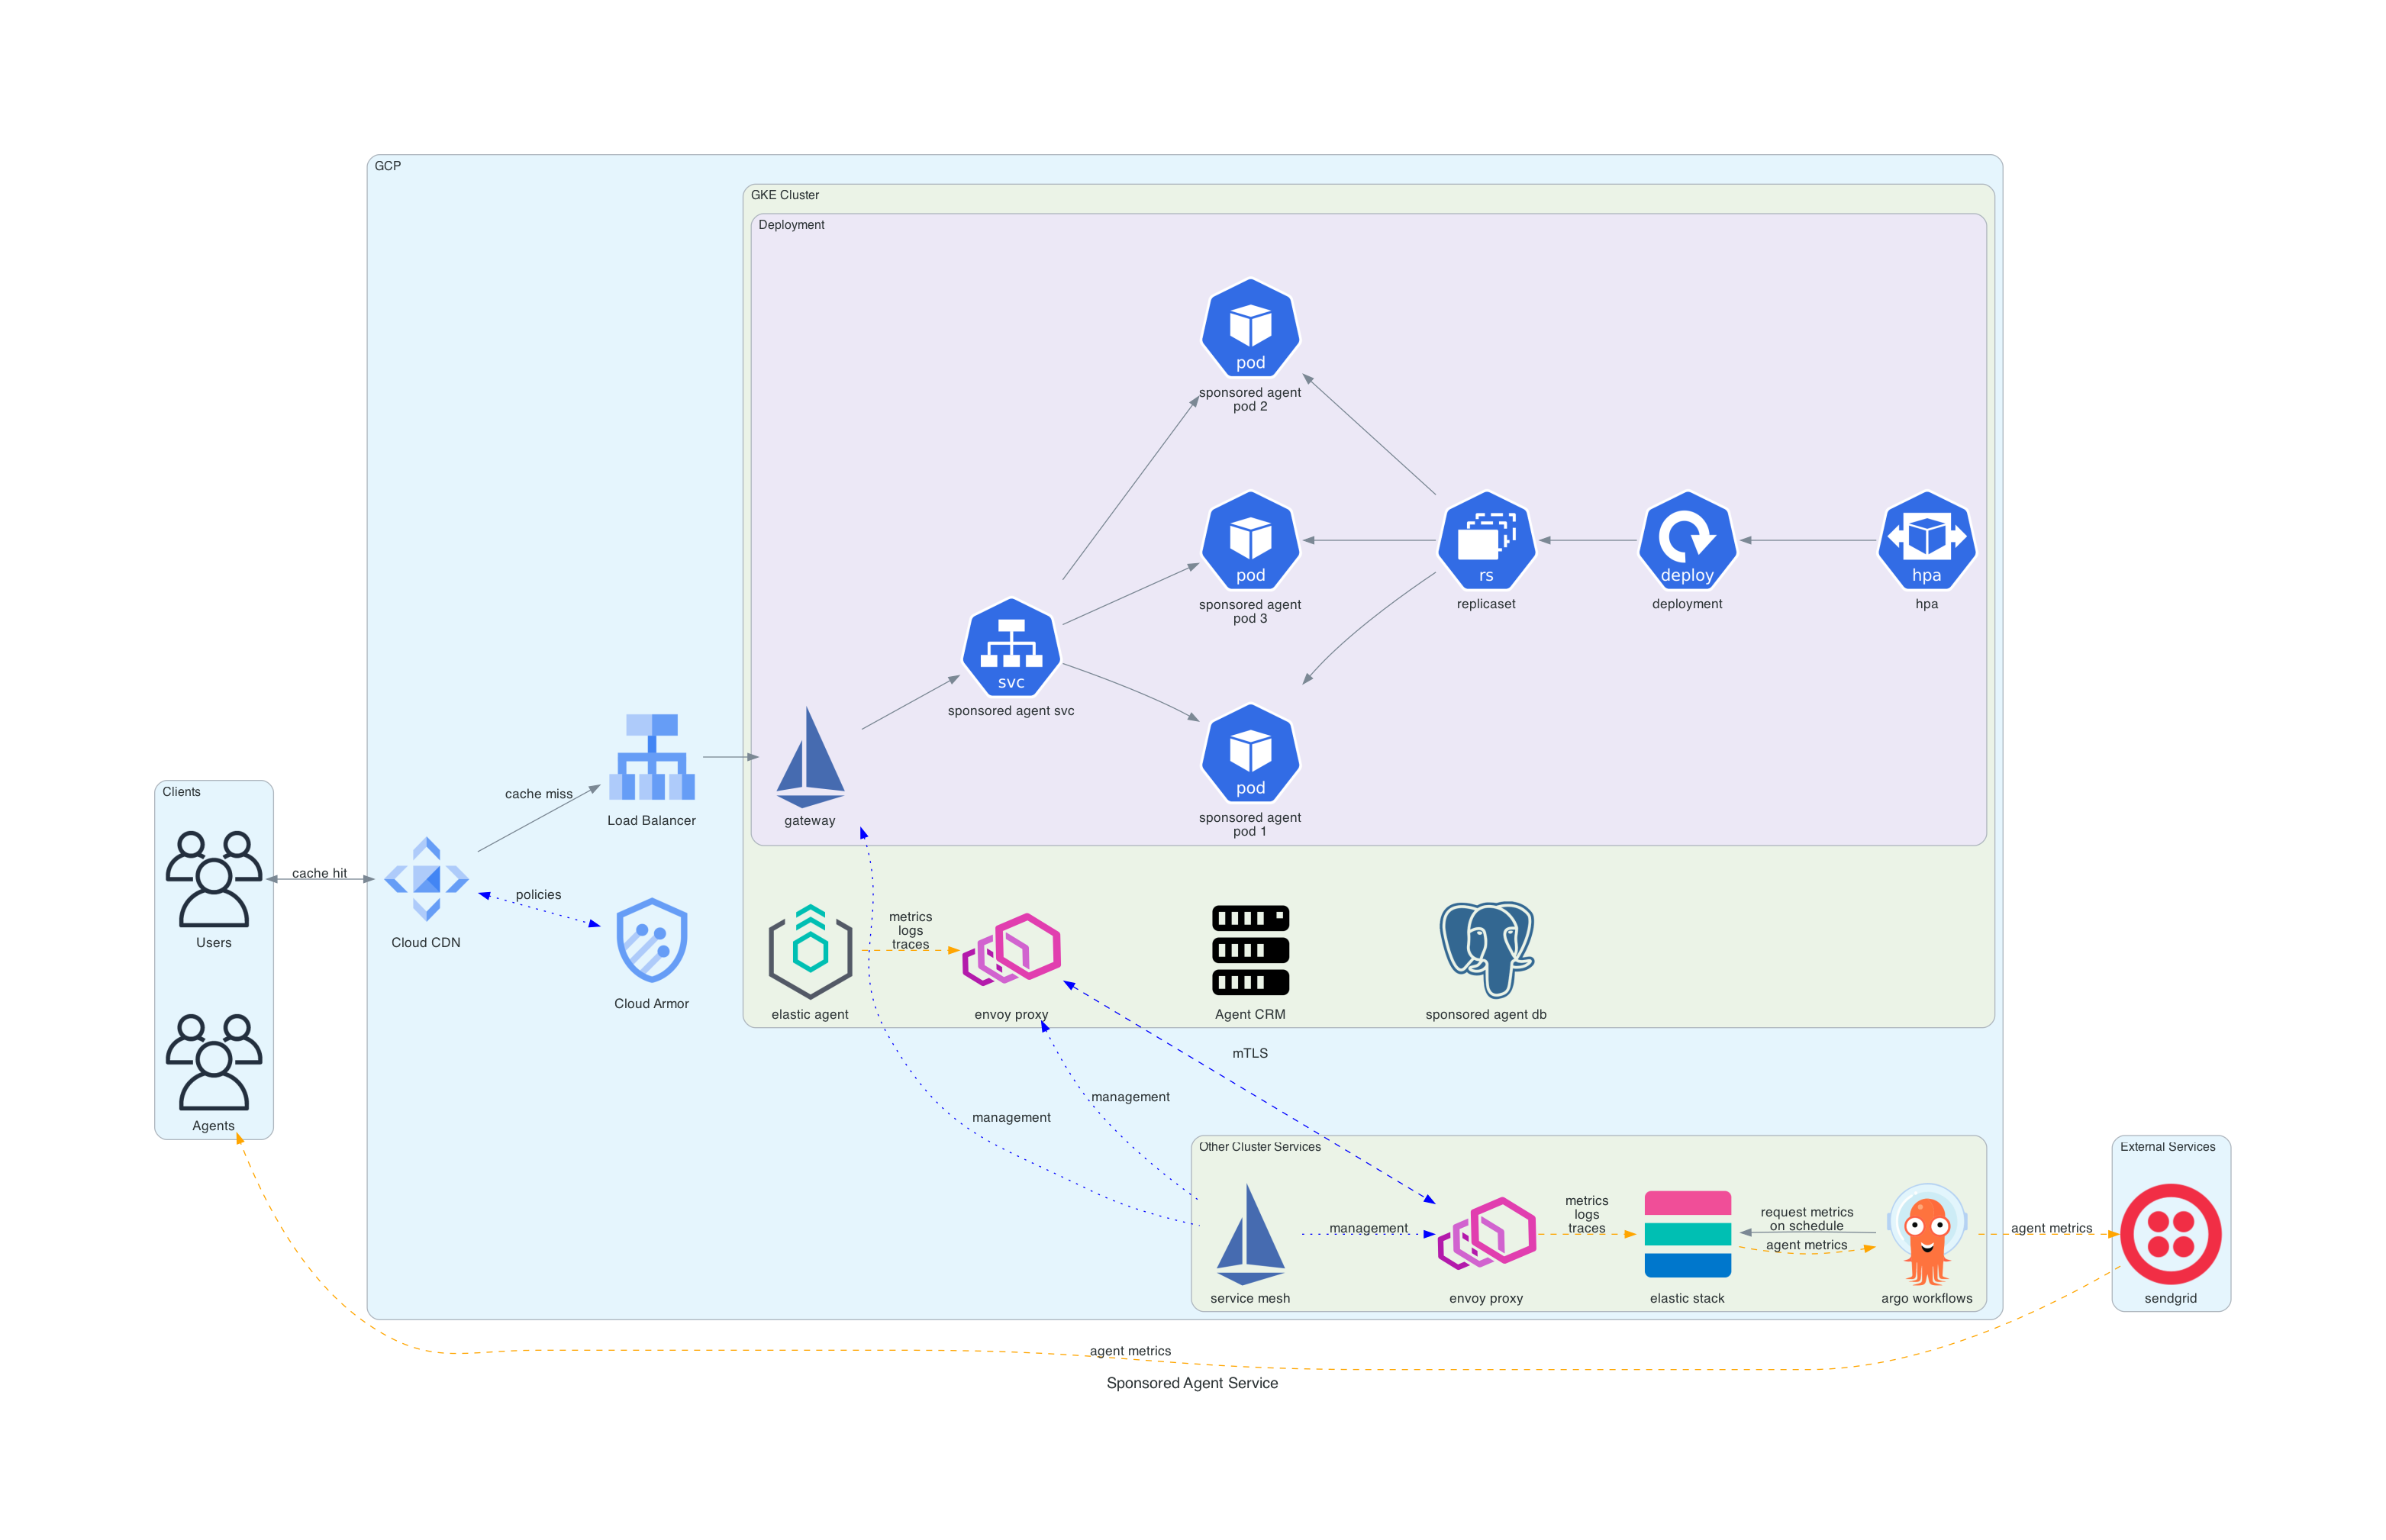 GCP
GKE Cluster
Deployment
pod
sponsored agent
pod 2
pod
sponsored agent
pod 3
rs
replicaset
deploy
deployment
hpa
hpa
svc
sponsored agent svc
pod
sponsored agent
pod 1
gateway
Load Balancer
cache miss
Clients
Users
cache hit
Cloud CDN
policies
Cloud Armor
Agents
elastic agent
metrics
logs
traces
envoy proxy
Agent CRM
sponsored agent db
mTLS
management
management
Other Cluster Services
service mesh
management
envoy proxy
metrics
logs
traces
elastic stack
request metrics
on schedule
agent metrics
argo workflows
agent metrics
External Services
sendgrid
agent metrics
Sponsored Agent Service